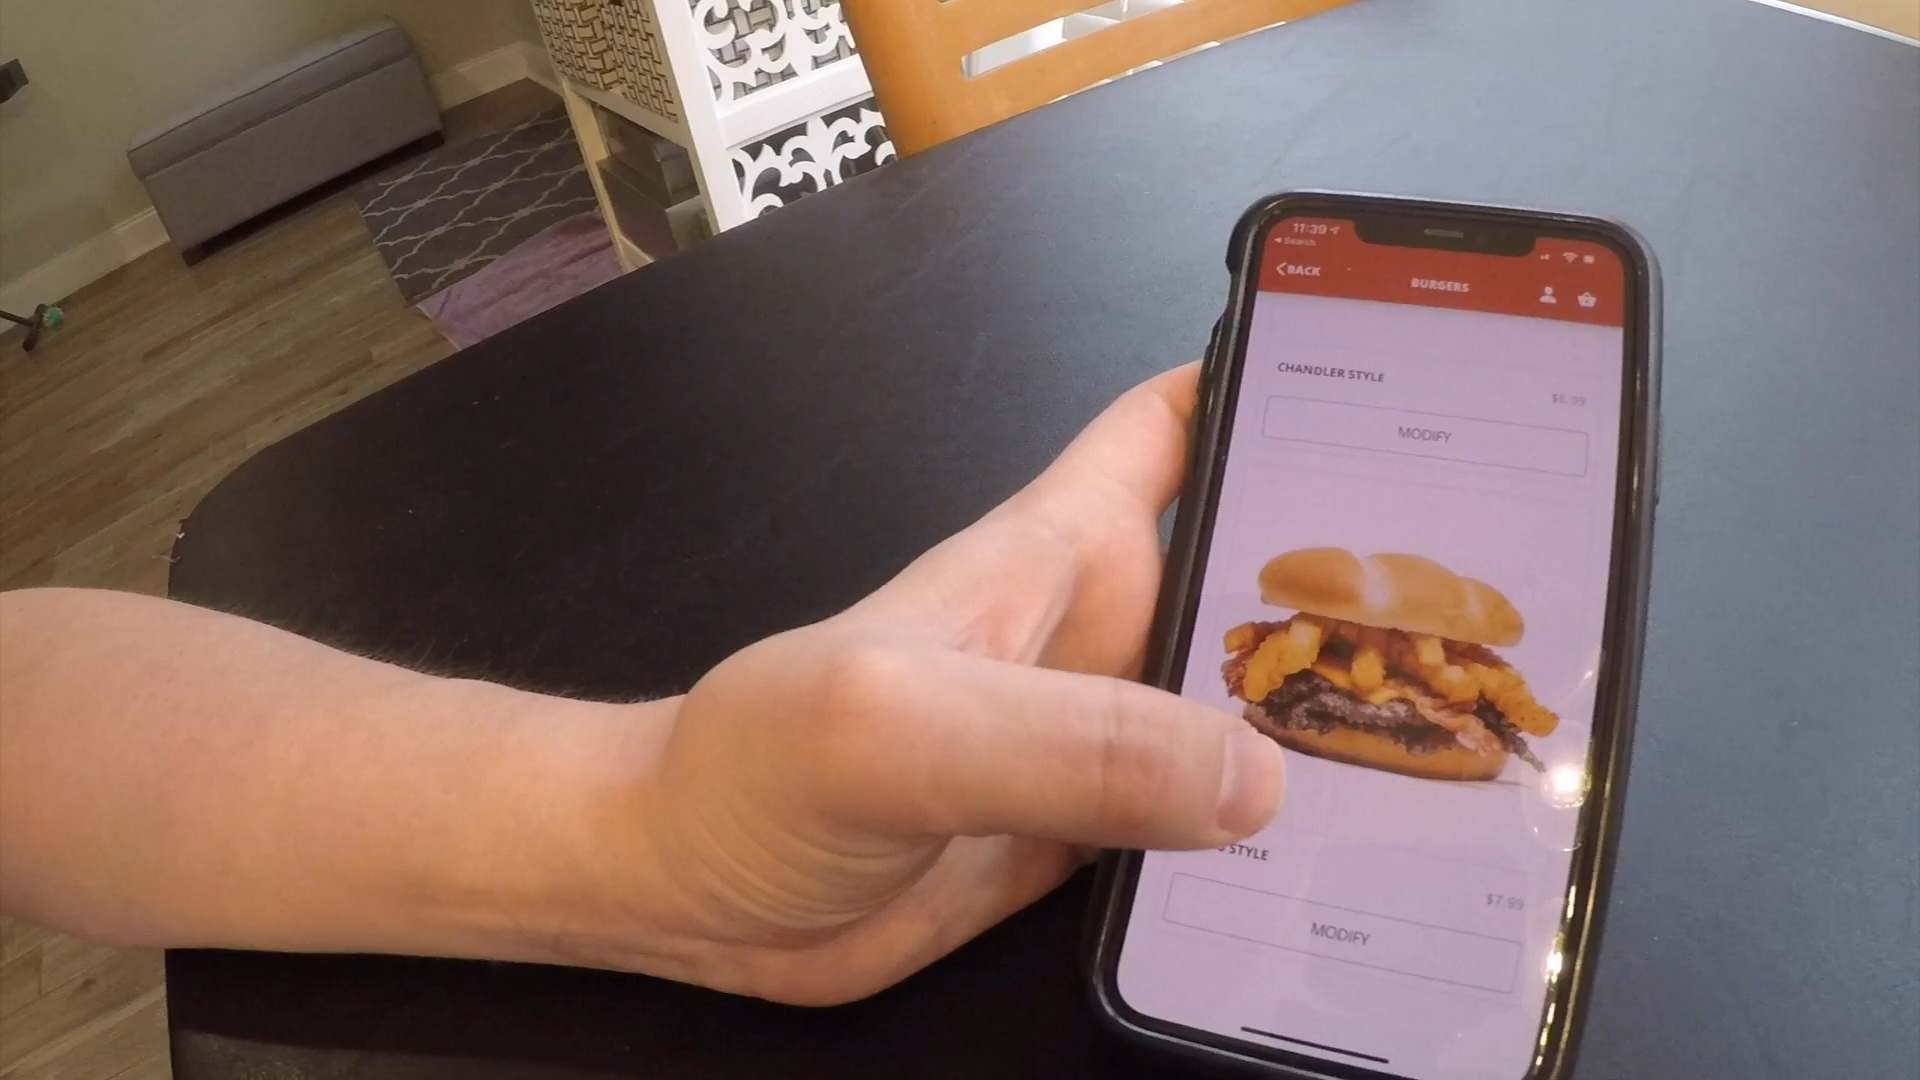 11:39
Search
BACK
BURGERS
CHANDLER STYLE
$6.99
MODIFY
STYLE
$7.99
MODIFY